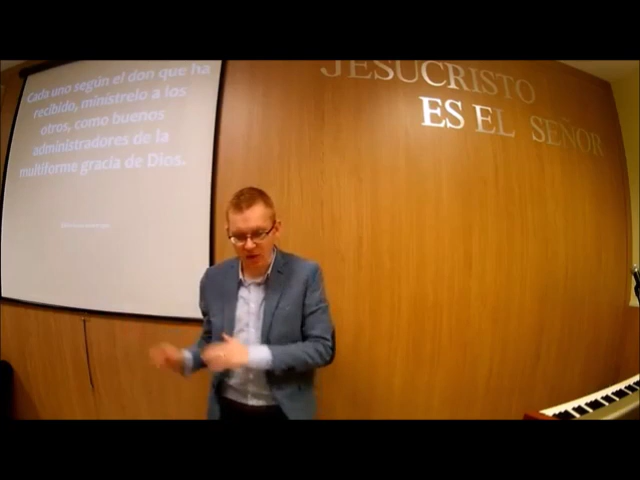 Cada uno según el don que ha
recibido, minístrelo a los
otros, como buenos
administradores de la
multiforme gracia de Dios.
JESUCRISTO
ES EL SEÑOR